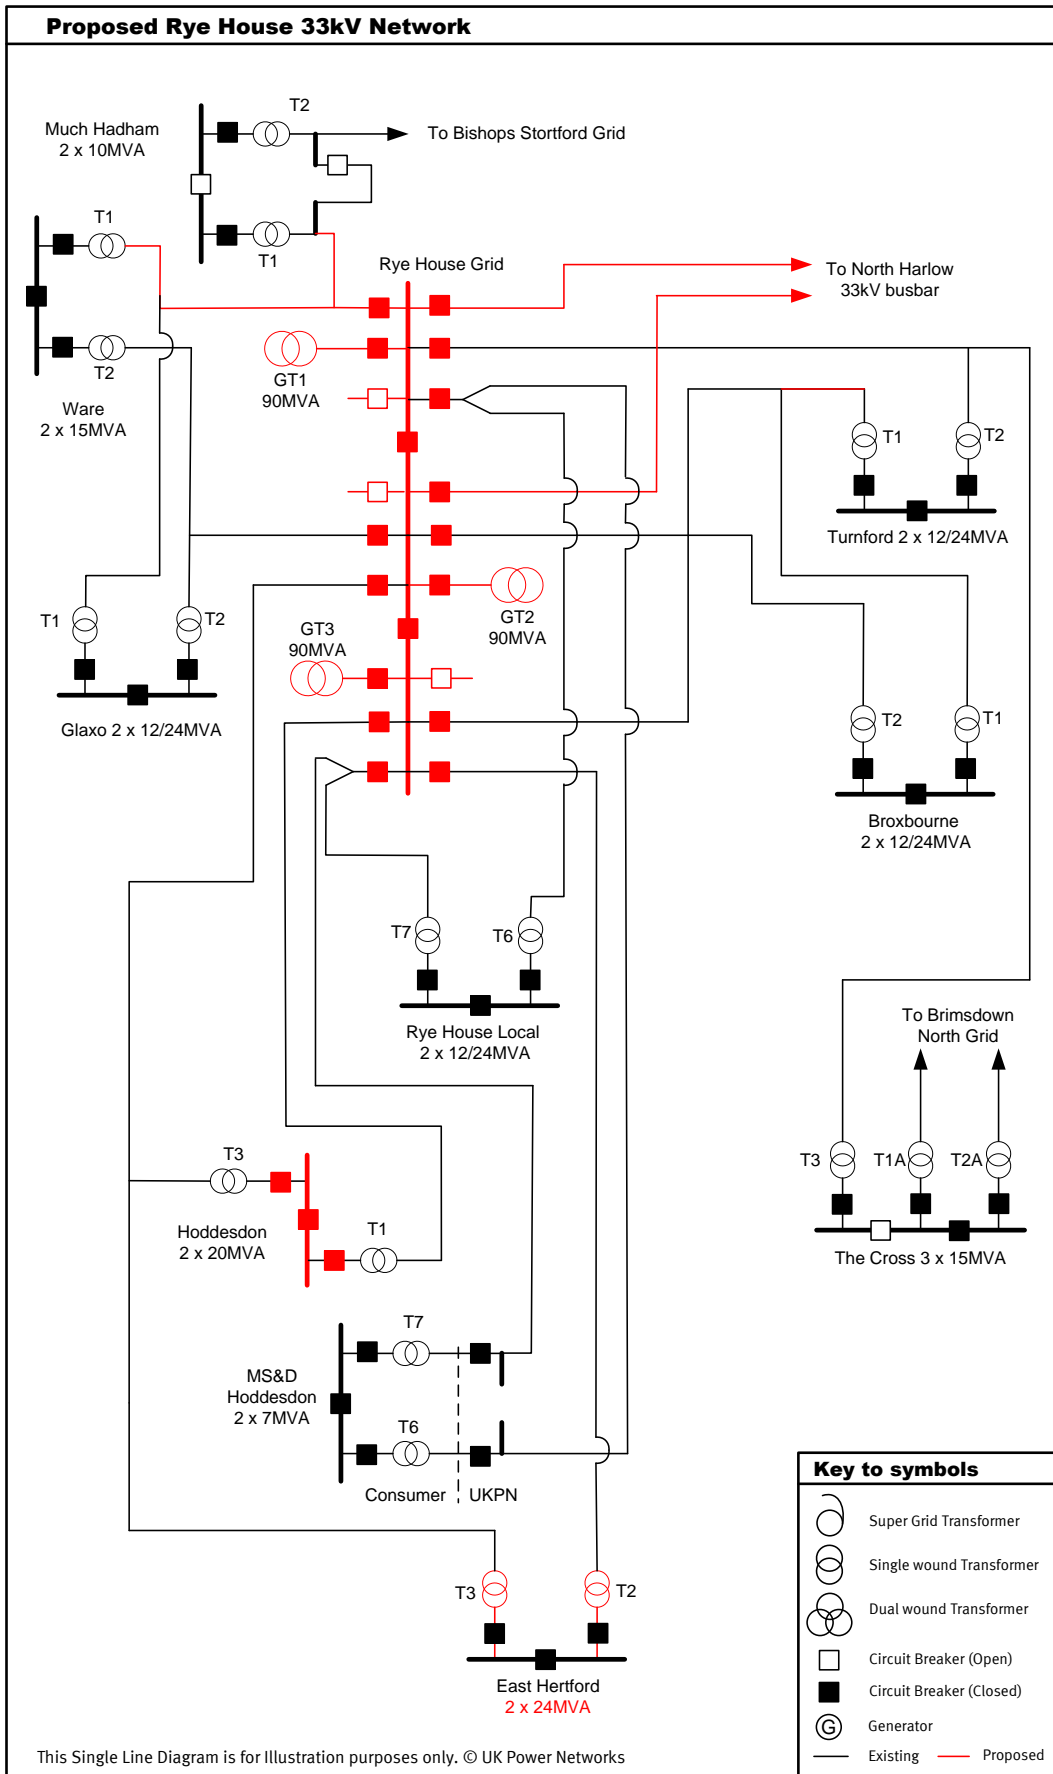 Proposed Rye House 33kV Network
T2
Much Hadham
2 x 10MVA
To Bishops Stortford Grid
T1
T1
Rye House Grid
To North Harlow
33kV busbar
T2
GT1
90MVA
Ware
2 x 15MVA
T1
T2
Turnford 2 x 12/24MVA
T1
T2
GT2
90MVA
GT3
90MVA
Glaxo 2 x 12/24MVA
T2
T1
Broxbourne
2 x 12/24MVA
T7
T6
Rye House Local
2 x 12/24MVA
To Brimsdown
North Grid
T3
T1A
T2A
The Cross 3 x 15MVA
T3
Hoddesdon
2 x 20MVA
T1
T7
MS&D
Hoddesdon
2 x 7MVA
T6
Consumer
UKPN
T3
T2
East Hertford
2 x 24MVA
Key to symbols
Super Grid Transformer
Single wound Transformer
Dual wound Transformer
Circuit Breaker (Open)
Circuit Breaker (Closed)
G Generator
Existing
Proposed
This Single Line Diagram is for Illustration purposes only. © UK Power Networks